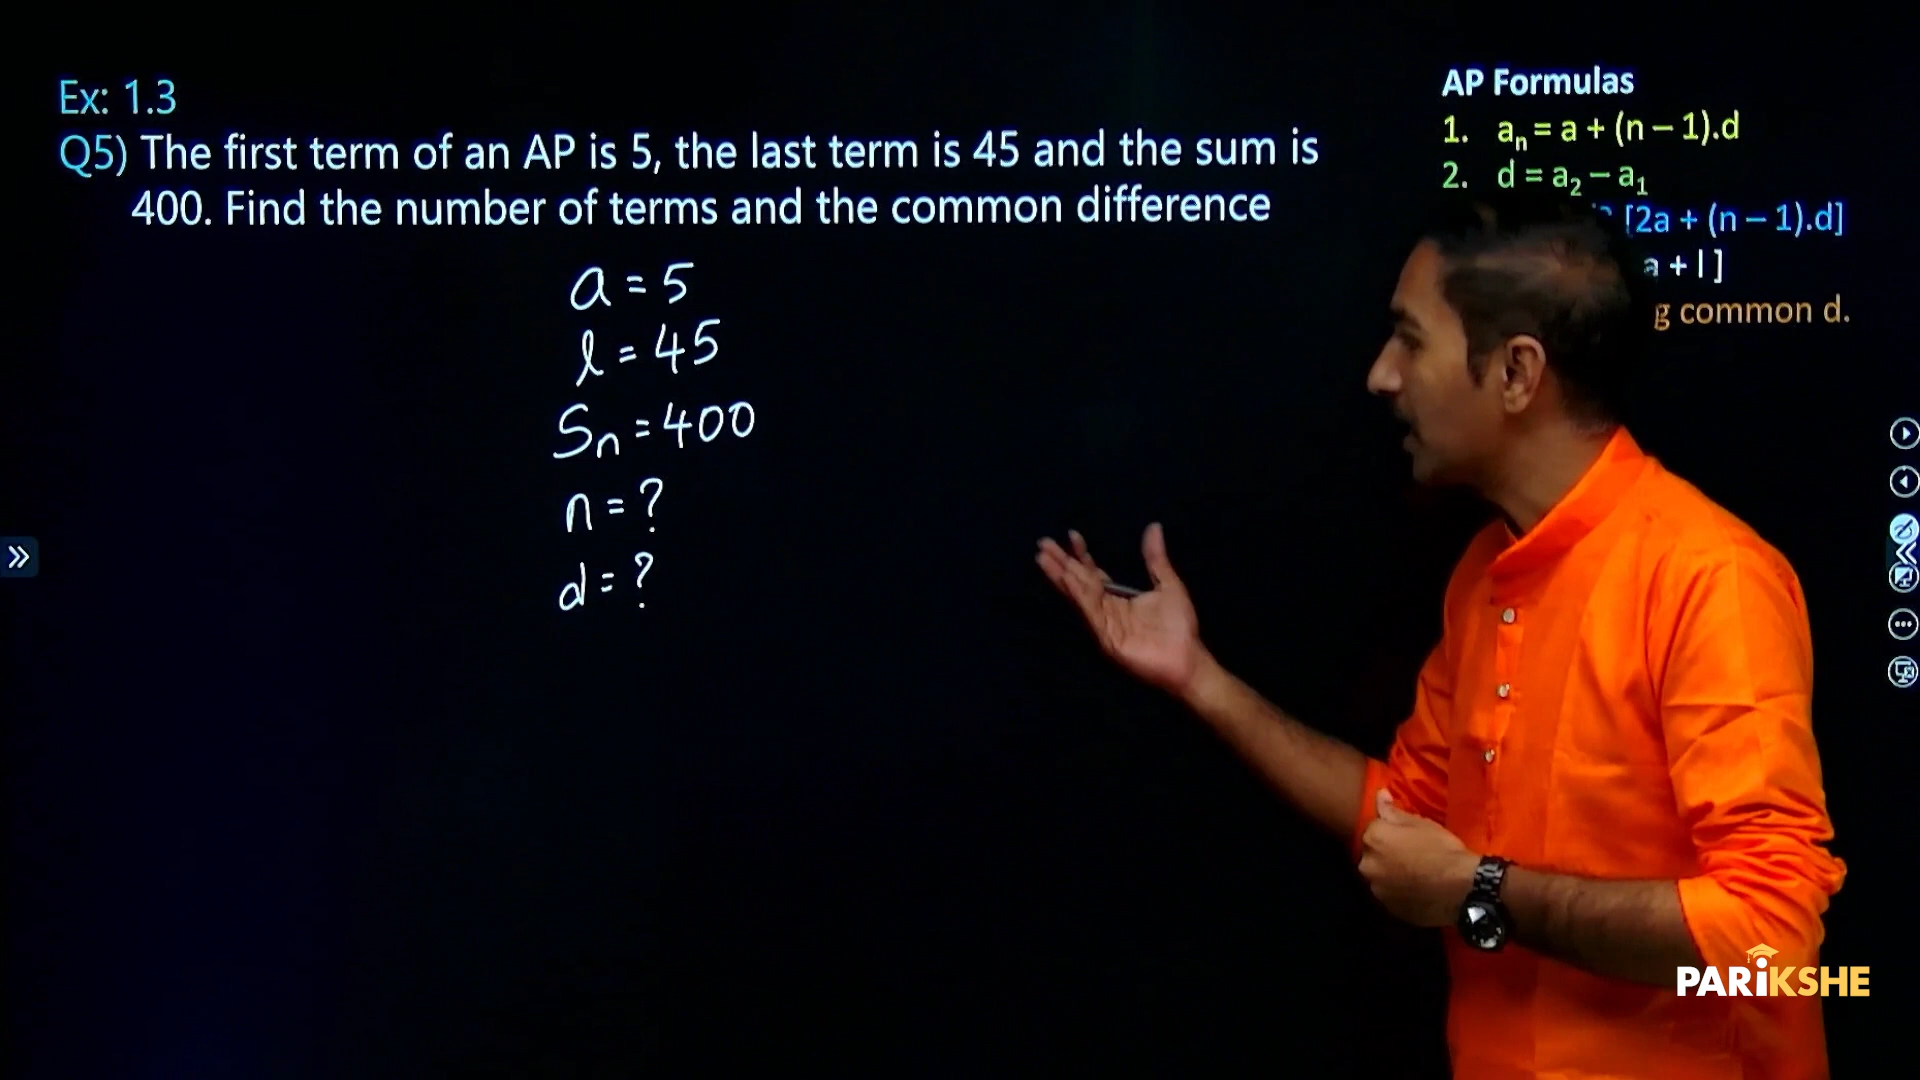 Ex: 1.3
Q5) The first term of an AP is 5, the last term is 45 and the sum is
400. Find the number of terms and the common difference
a = 5
l = 45
Sn = 400
n = ?
d = ?
AP Formulas
1. an = a + (n – 1).d
2. d = a2 – a1
[2a + (n – 1).d]
a + l ]
common d.
PARiKSHE